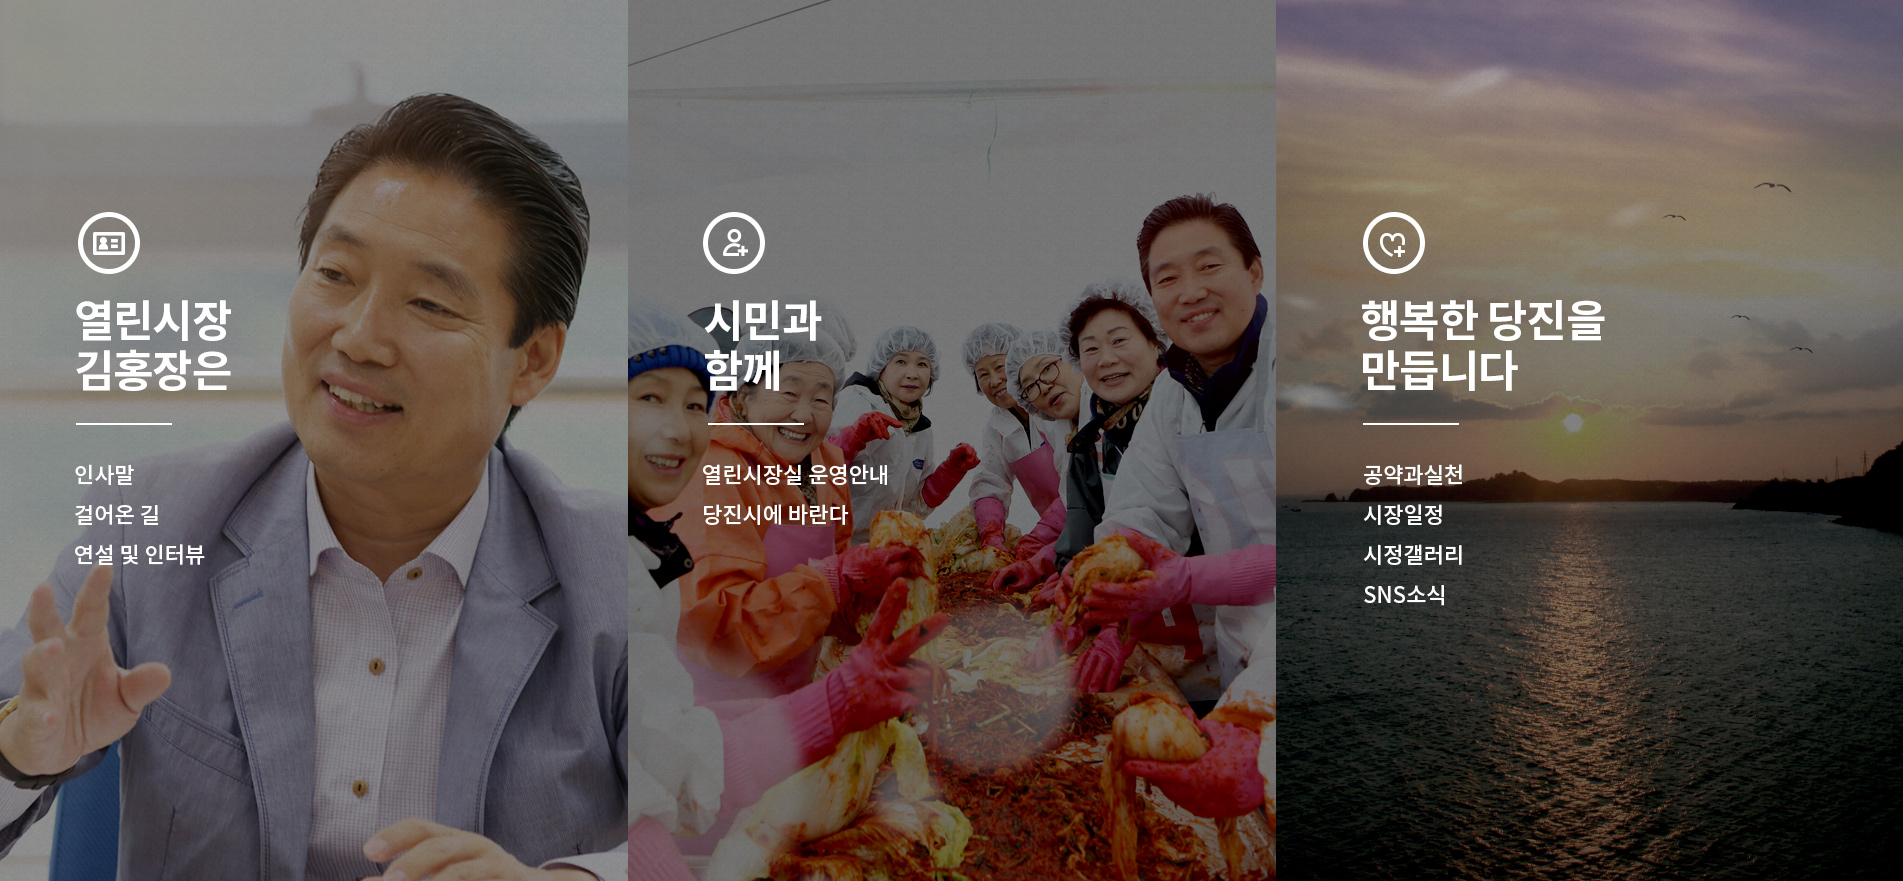 열린시장
김홍장은
인사말
걸어온 길
연설 및 인터뷰
시민과
함께
열린시장실 운영안내
당진시에 바란다
행복한 당진을
만듭니다
공약과실천
시장일정
시정갤러리
SNS소식